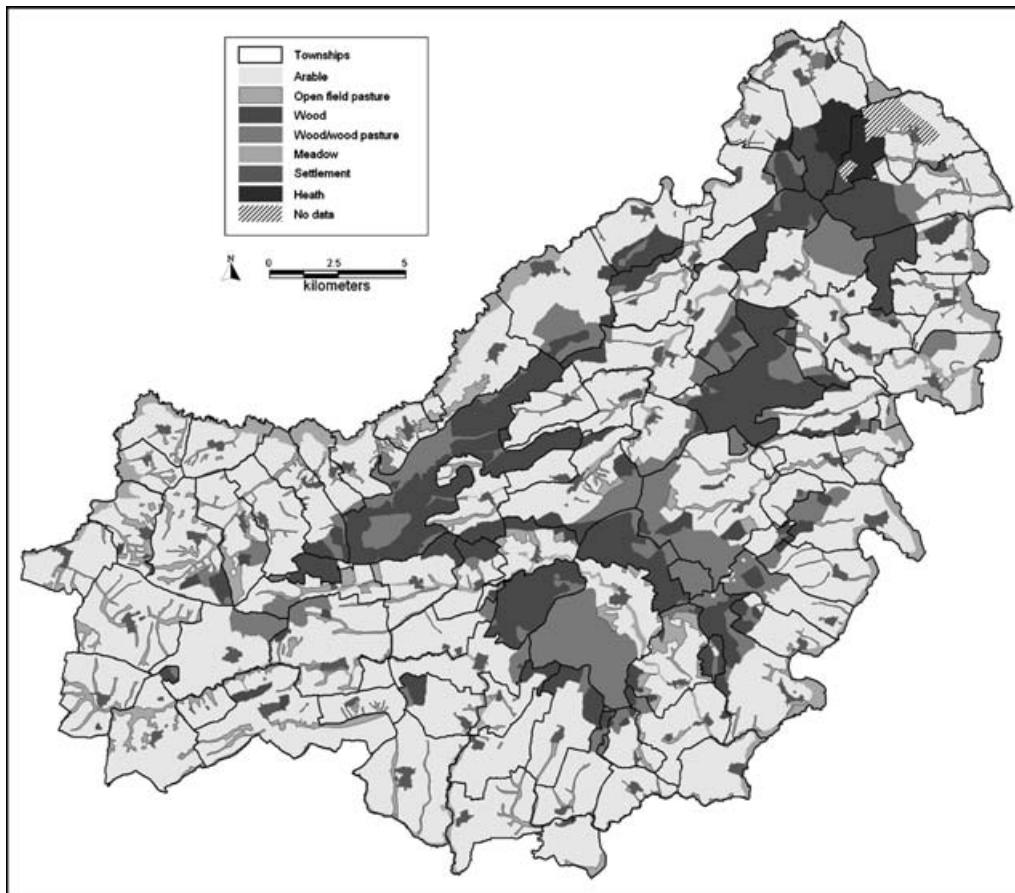 Townships
Arable
Open field pasture
Wood
Wood/wood pasture
Meadow
Settlement
Heath
No data
N
0 2.5 5
kilometers